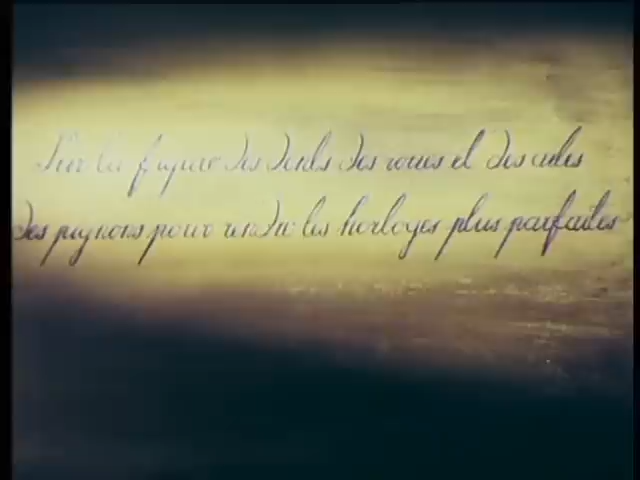 Sur la figure des dents des roues et des ailes
des pignons pour rendre les horloges plus parfaites